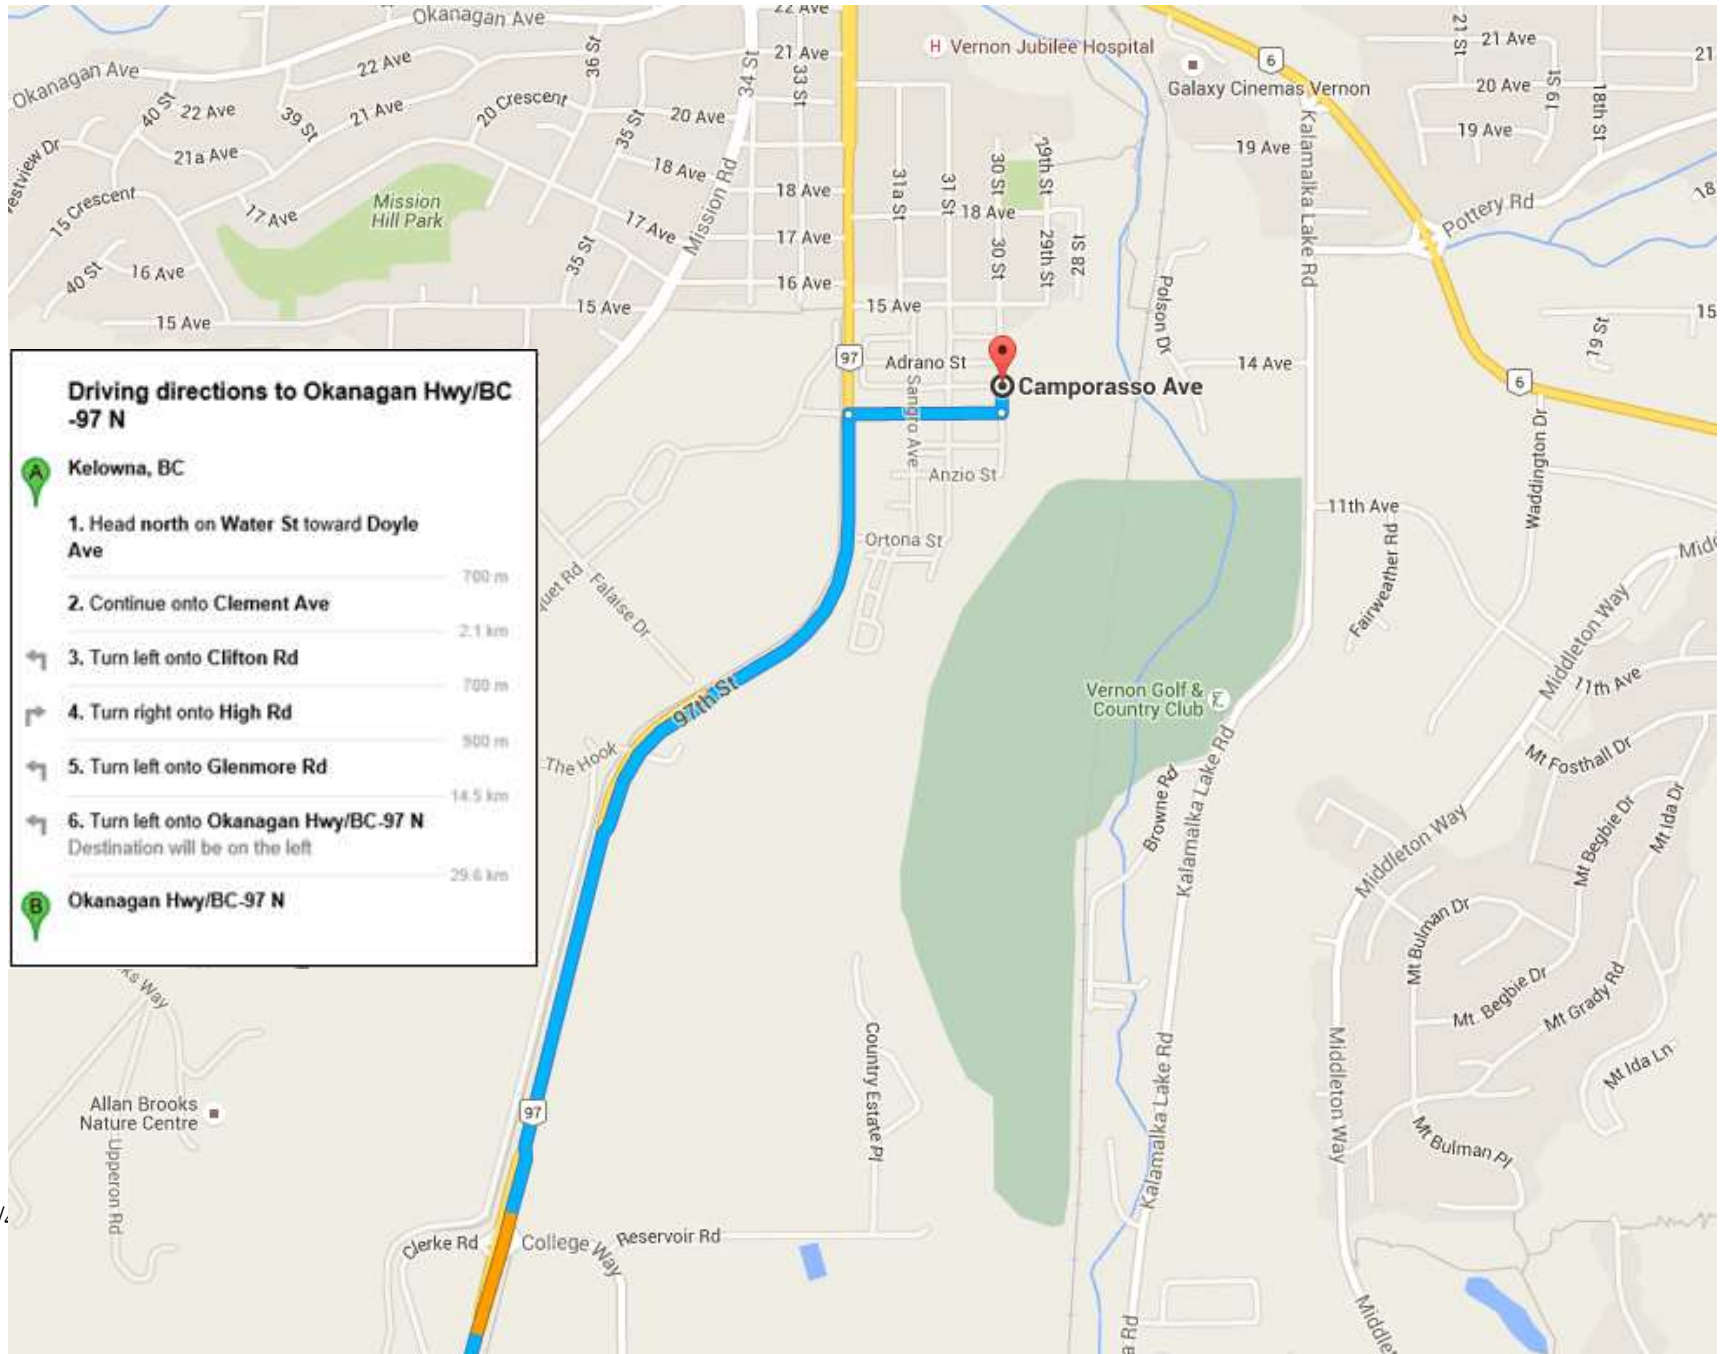 Okanagan Ave
22 Ave
21 Ave
36 St
34 St
33 St
22 Ave
Okanagan Ave
40 St
22 Ave
39 St
21 Ave
20 Crescent
35 St
20 Ave
21a Ave
18 Ave
Mission Rd
15 Crescent
17 Ave
Mission
Hill Park
17 Ave
35 St
40 St
16 Ave
15 Ave
15 Ave
18 Ave
17 Ave
16 Ave
H Vernon Jubilee Hospital
Galaxy Cinemas Vernon
6
21 St
21 Ave
21
20 Ave
19 St
18th St
19 Ave
19 Ave
Kalamalka Lake Rd
Pottery Rd
18
31a St
31 St
30 St
29th St
18 Ave
30 St
29th St
28 St
15 Ave
Polson Dr
15
19 St
14 Ave
6
97
Adrano St
Camporasso Ave
Sangro Ave
Anzio St
Ortona St
Waddington Dr
11th Ave
Fairweather Rd
Middleton Way
11th Ave
Falaise Dr
97th St
The Hook
Vernon Golf &
Country Club
Browne Rd
Kalamalka Lake Rd
Mt Fosthall Dr
Mt Begbie Dr
Mt Ida Dr
Middleton Way
Mt Bulman Dr
Mt. Begbie Dr
Mt Grady Rd
Mt Ida Ln
Mt Bulman Pl
Middleton Way
Kalamalka Lake Rd
Country Estate Pl
Allan Brooks
Nature Centre
Upperon Rd
97
Clerke Rd
College Way
Reservoir Rd
Driving directions to Okanagan Hwy/BC
-97 N
A
Kelowna, BC
1. Head north on Water St toward Doyle
Ave
700 m
2. Continue onto Clement Ave
2.1 km
3. Turn left onto Clifton Rd
700 m
4. Turn right onto High Rd
900 m
5. Turn left onto Glenmore Rd
14.5 km
6. Turn left onto Okanagan Hwy/BC-97 N
Destination will be on the left
29.6 km
B
Okanagan Hwy/BC-97 N